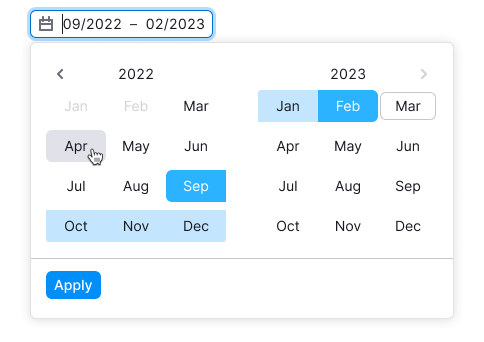 09/2022 – 02/2023
2022
Jan Feb Mar
Apr May Jun
Jul Aug Sep
Oct Nov Dec
2023
Jan Feb Mar
Apr May Jun
Jul Aug Sep
Oct Nov Dec
Apply